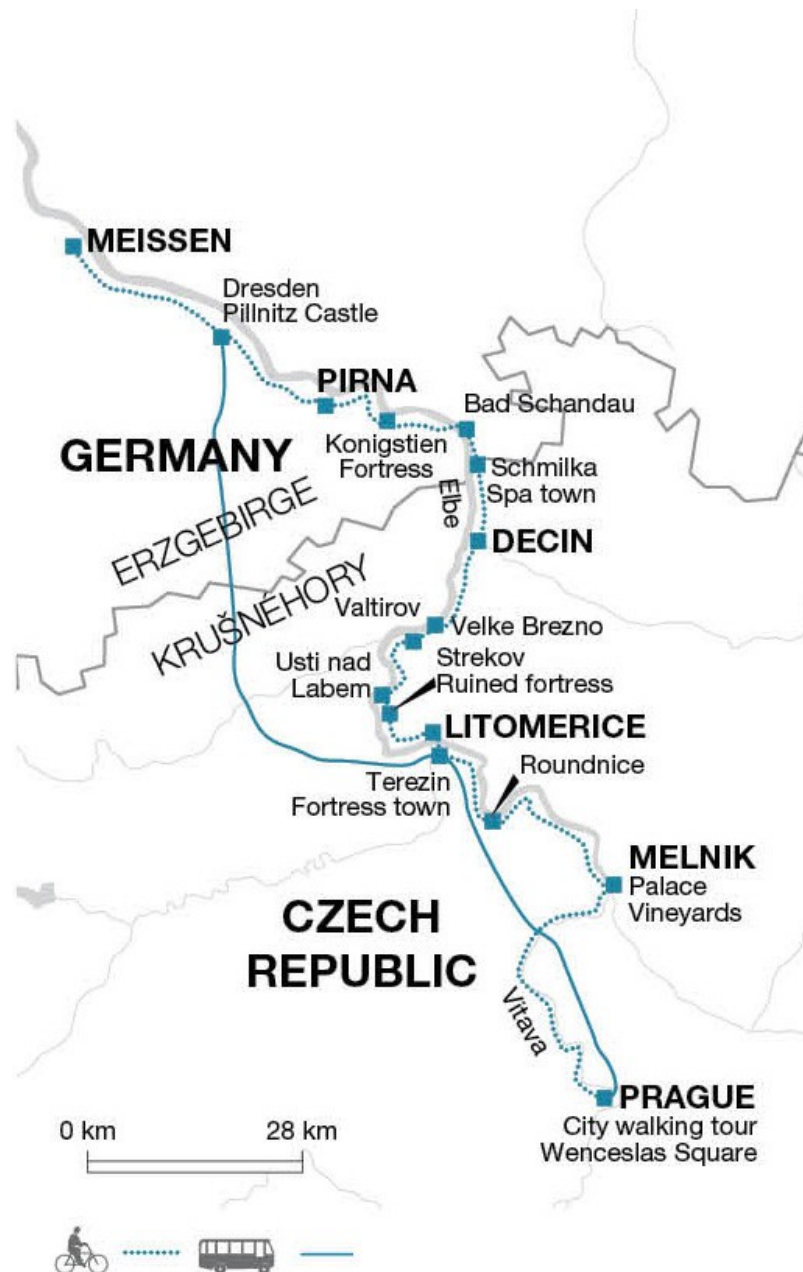 MEISSEN
Dresden
Pillnitz Castle
PIRNA
Bad Schandau
GERMANY
Konigstien
Fortress
Schmilka
Spa town
Elbe
ERZGEBIRGE
DECIN
KRUŠNÉHORY
Valtirov
Velke Brezno
Usti nad
Labem
Strekov
Ruined fortress
LITOMERICE
Terezin
Fortress town
Roundnice
MELNIK
Palace
Vineyards
CZECH
REPUBLIC
Vitava
PRAGUE
City walking tour
Wenceslas Square
0 km
28 km